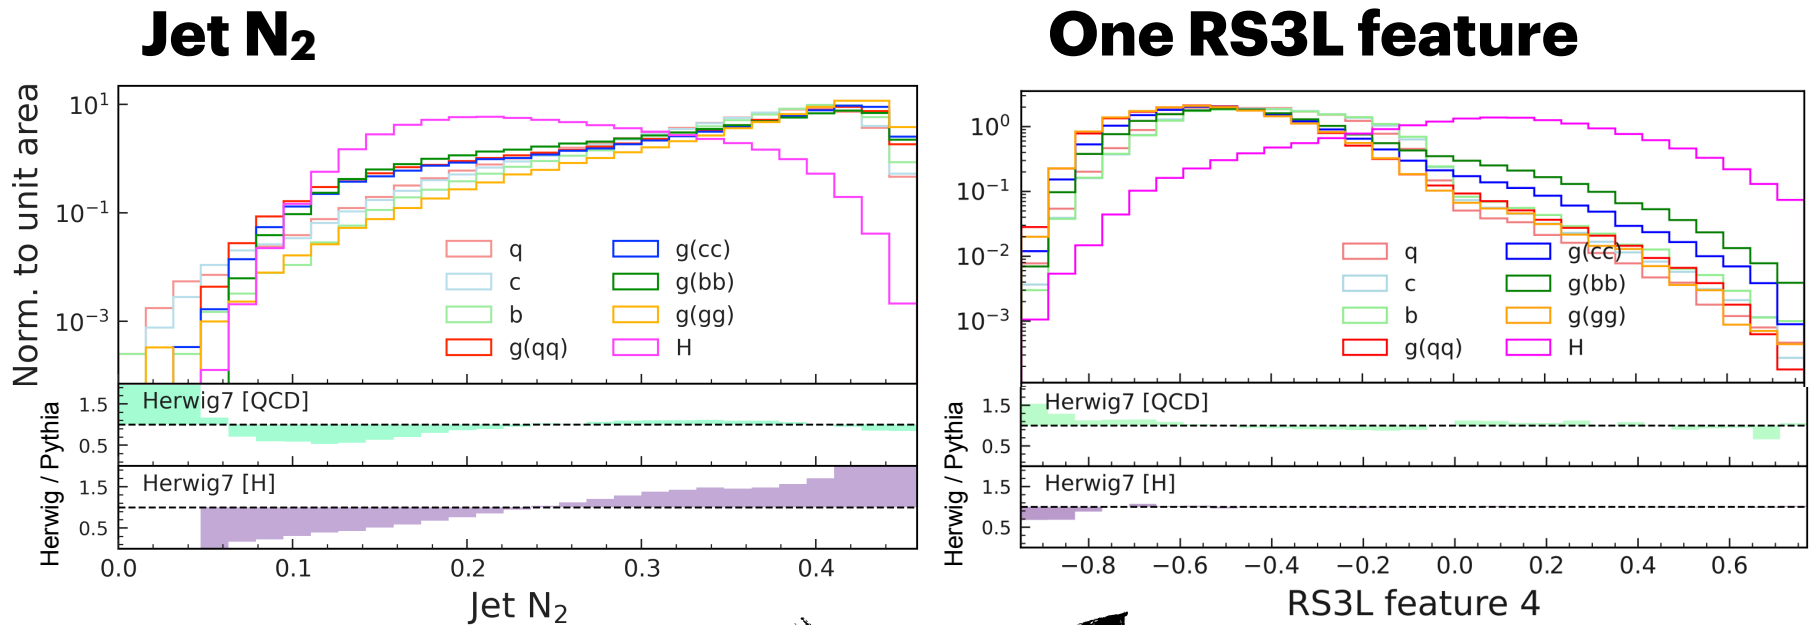 Jet N₂
One RS3L feature
Norm. to unit area
10¹
10⁻¹
10⁻³
q
c
b
g(qq)
g(cc)
g(bb)
g(gg)
H
Herwig / Pythia
Herwig7 [QCD]
1.5
0.5
Herwig / Pythia
Herwig7 [H]
1.5
0.5
0.0 0.1 0.2 0.3 0.4
Jet N₂
10⁰
10⁻¹
10⁻²
10⁻³
q
c
b
g(qq)
g(cc)
g(bb)
g(gg)
H
Herwig / Pythia
Herwig7 [QCD]
1.5
0.5
Herwig7 [H]
1.5
0.5
−0.8 −0.6 −0.4 −0.2 0.0 0.2 0.4 0.6
RS3L feature 4